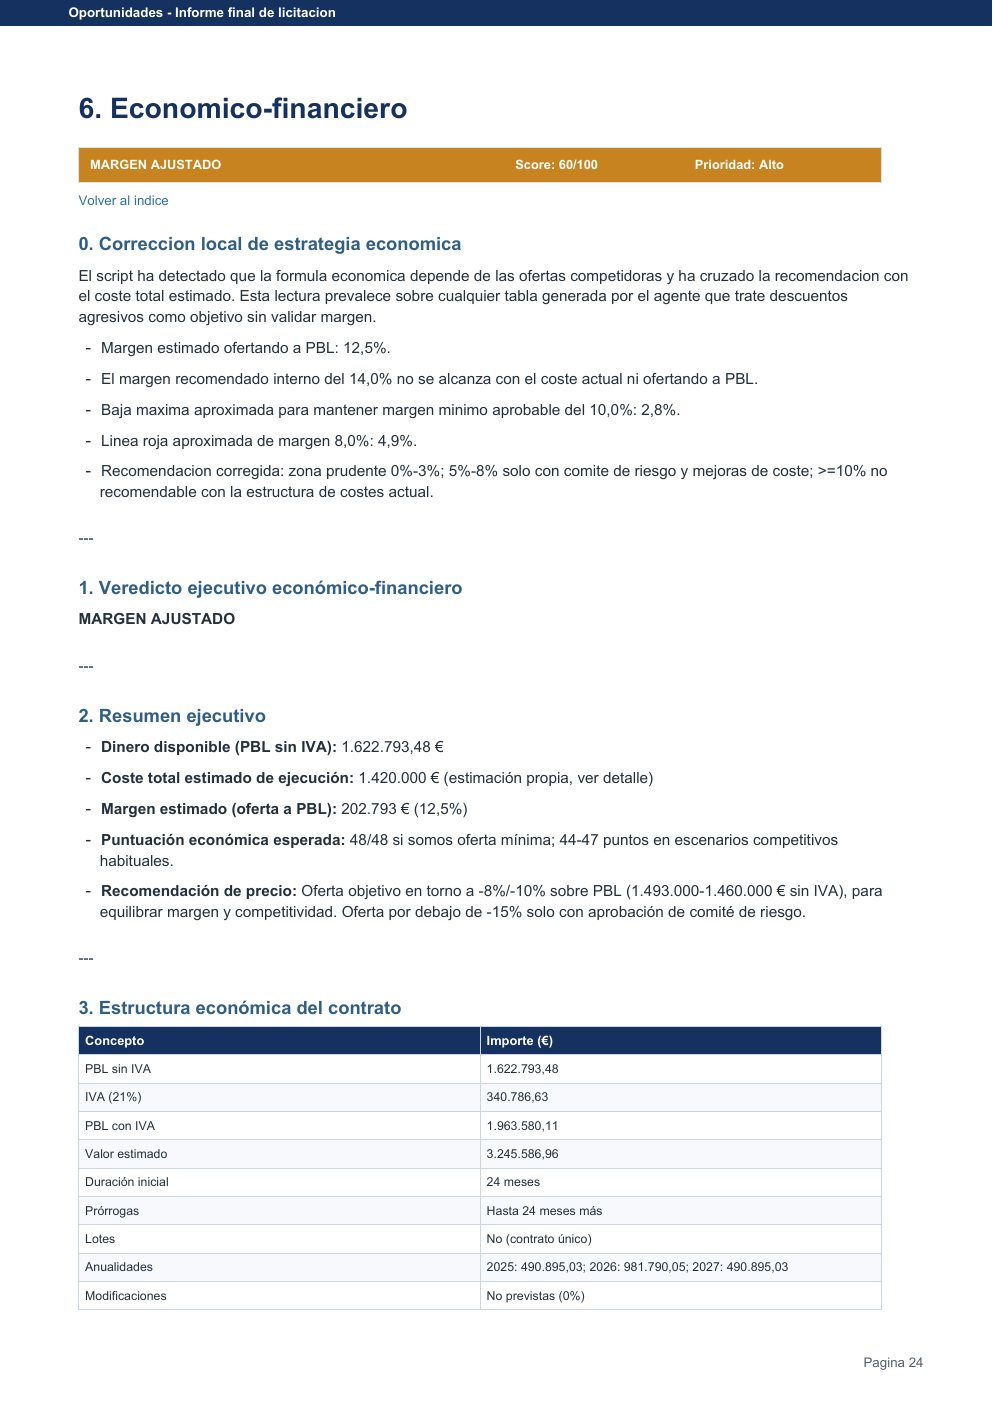 Oportunidades - Informe final de licitacion
6. Economico-financiero
MARGEN AJUSTADO Score: 60/100 Prioridad: Alto
Volver al indice
0. Correccion local de estrategia economica
El script ha detectado que la formula economica depende de las ofertas competidoras y ha cruzado la recomendacion con
el coste total estimado. Esta lectura prevalece sobre cualquier tabla generada por el agente que trate descuentos
agresivos como objetivo sin validar margen.
- Margen estimado ofertando a PBL: 12,5%.
- El margen recomendado interno del 14,0% no se alcanza con el coste actual ni ofertando a PBL.
- Baja maxima aproximada para mantener margen minimo aprobable del 10,0%: 2,8%.
- Linea roja aproximada de margen 8,0%: 4,9%.
- Recomendacion corregida: zona prudente 0%-3%; 5%-8% solo con comite de riesgo y mejoras de coste; >=10% no
recomendable con la estructura de costes actual.
---
1. Veredicto ejecutivo económico-financiero
MARGEN AJUSTADO
---
2. Resumen ejecutivo
- Dinero disponible (PBL sin IVA): 1.622.793,48 €
- Coste total estimado de ejecución: 1.420.000 € (estimación propia, ver detalle)
- Margen estimado (oferta a PBL): 202.793 € (12,5%)
- Puntuación económica esperada: 48/48 si somos oferta mínima; 44-47 puntos en escenarios competitivos
habituales.
- Recomendación de precio: Oferta objetivo en torno a -8%/-10% sobre PBL (1.493.000-1.460.000 € sin IVA), para
equilibrar margen y competitividad. Oferta por debajo de -15% solo con aprobación de comité de riesgo.
---
3. Estructura económica del contrato
Concepto Importe (€)
PBL sin IVA 1.622.793,48
IVA (21%) 340.786,63
PBL con IVA 1.963.580,11
Valor estimado 3.245.586,96
Duración inicial 24 meses
Prórrogas Hasta 24 meses más
Lotes No (contrato único)
Anualidades 2025: 490.895,03; 2026: 981.790,05; 2027: 490.895,03
Modificaciones No previstas (0%)
Pagina 24